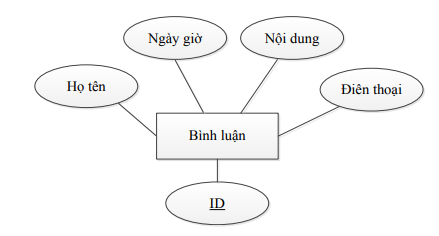 Ngày giờ
Nội dung
Họ tên
Điên thoại
Bình luận
ID